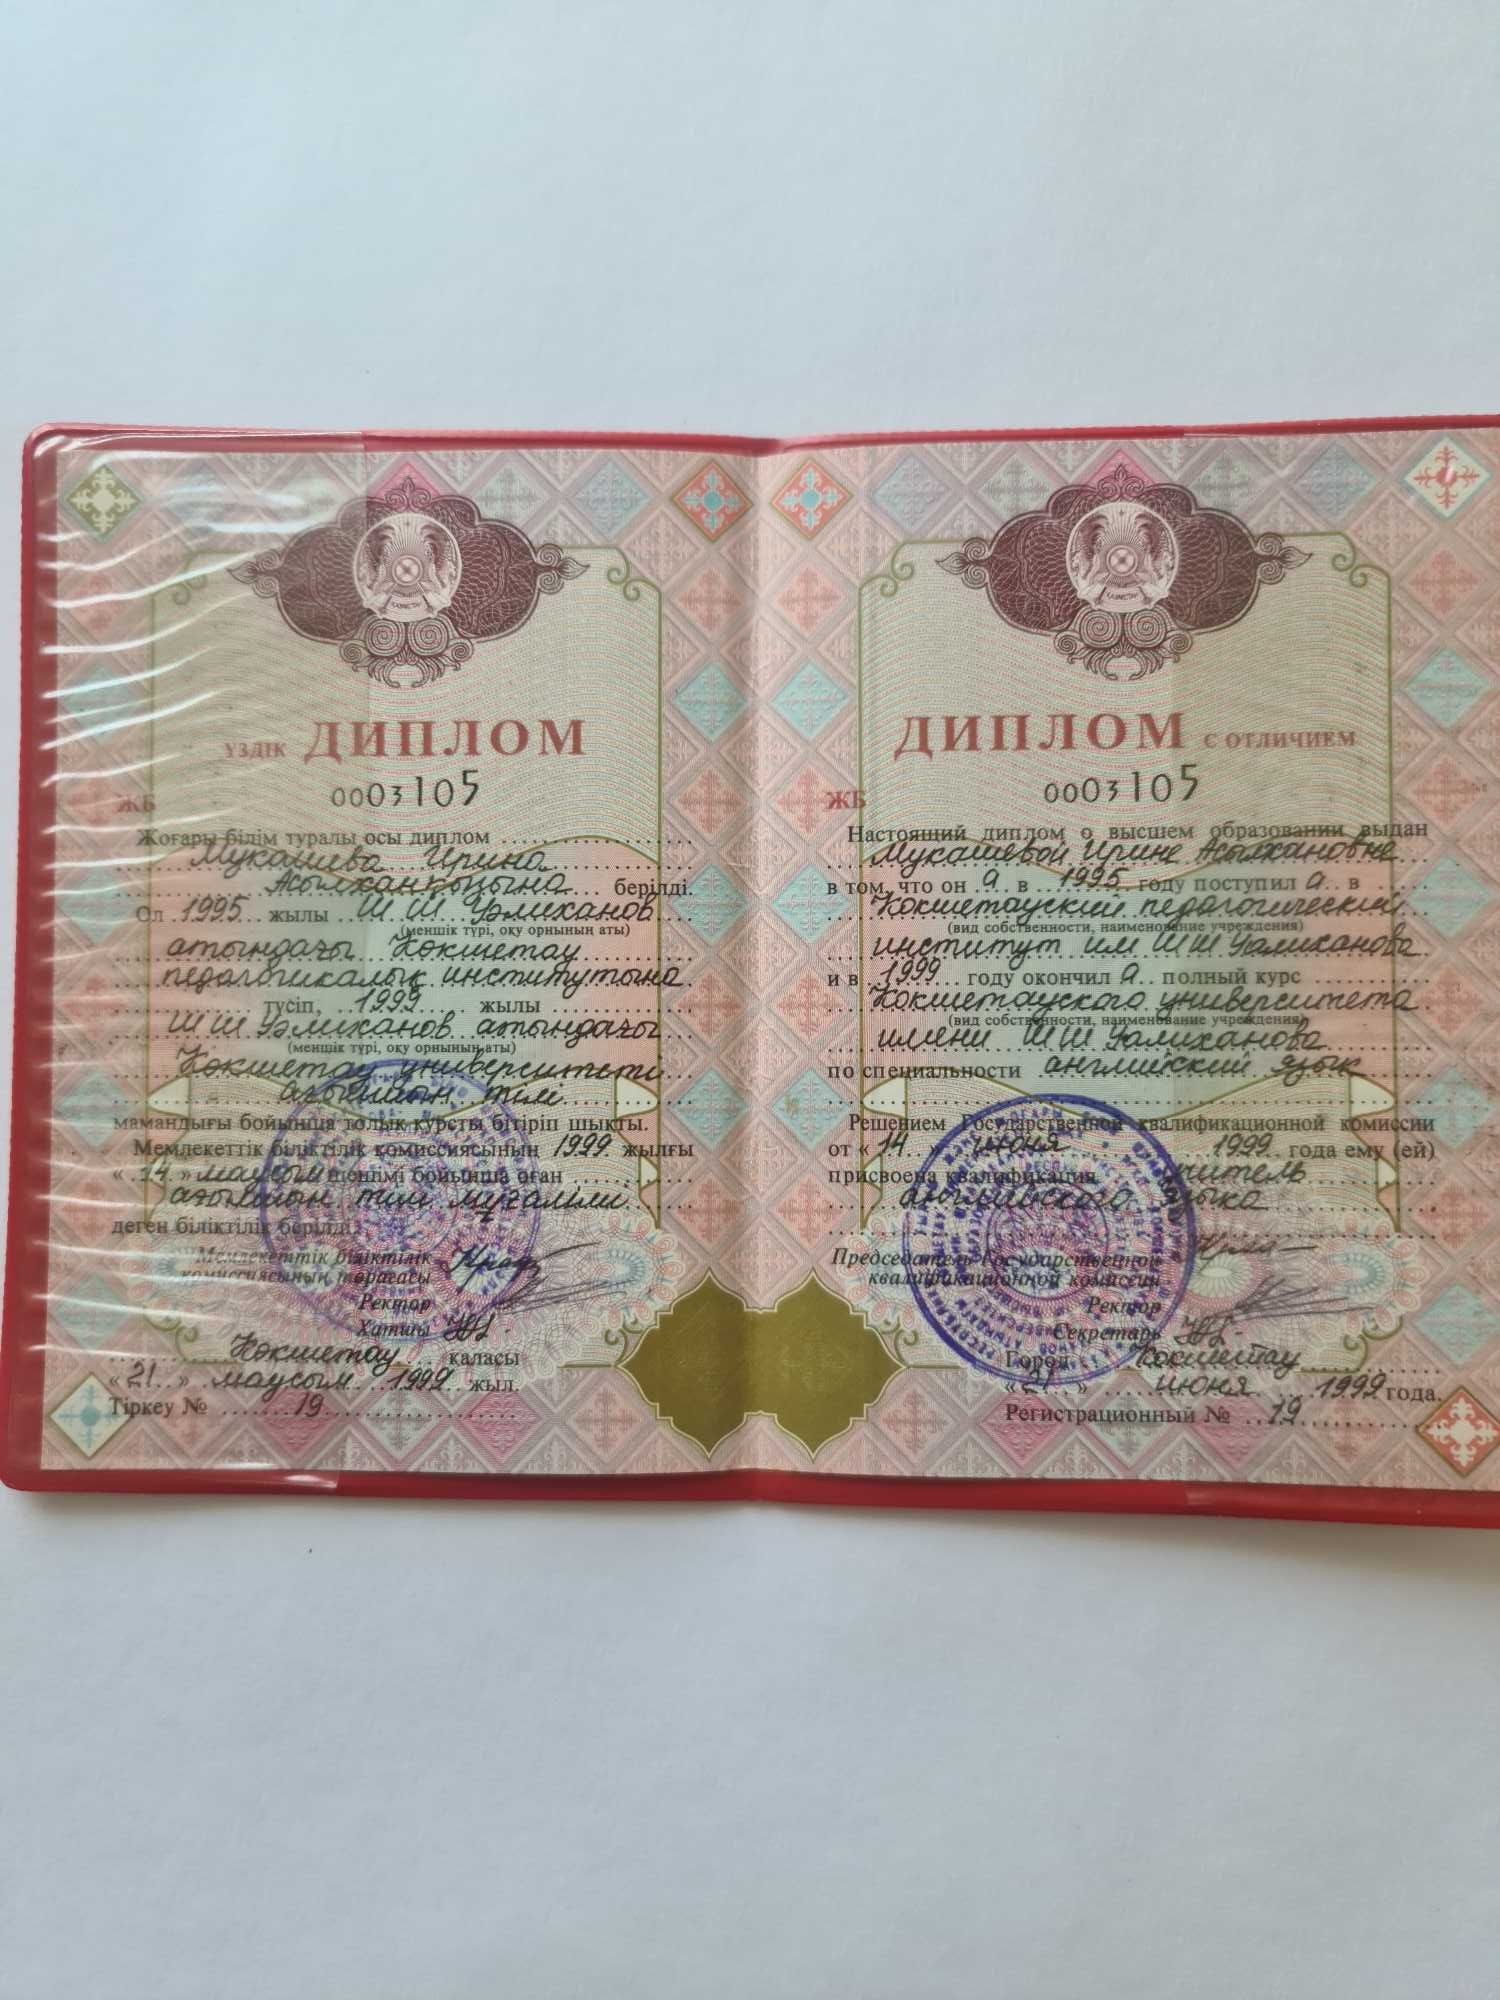 ҚАЗАҚСТАН
ҮЗДІК ДИПЛОМ
ЖБ 0003105
Жоғары білім туралы осы диплом
Мукашева Ирина
Асылханқызына берілді.
Ол 1995 жылы Ш Ш Уәлиханов
(меншік түрі, оқу орнының аты)
атындағы Көкшетау
педагогикалық институтына
түсіп, 1999 жылы
Ш Ш Уәлиханов атындағы
(меншік түрі, оқу орнының аты)
Көкшетау университеті
ағылшын тілі
мамандығы бойынша толық курсты бітіріп шықты.
Мемлекеттік біліктілік комиссиясының 1999 жылғы
«14» маусым шешімі бойынша оған
ағылшын тілі мұғалімі
деген біліктілік берілді.
Мемлекеттік біліктілік
комиссиясының төрағасы
Ректор
Хатшы
Көкшетау қаласы
«21» маусым 1999 жыл.
Тіркеу № 19
ҚАЗАҚСТАН
ДИПЛОМ С ОТЛИЧИЕМ
ЖБ 0003105
Настоящий диплом о высшем образовании выдан
Мукашевой Ирине Асылхановне
в том, что он а в 1995 году поступил а в
Кокшетауский педагогический
(вид собственности, наименование учреждения)
институт им Ш Ш Уалиханова
и в 1999 году окончил а полный курс
Кокшетауского университета
(вид собственности, наименование учреждения)
имени Ш Ш Уалиханова
по специальности английский язык
Решением Государственной квалификационной комиссии
от «14» июня 1999 года ему (ей)
присвоена квалификация учитель
английского языка
Председатель Государственной
квалификационной комиссии
Ректор
Секретарь
Город Кокшетау
«21» июня 1999 года.
Регистрационный № 19